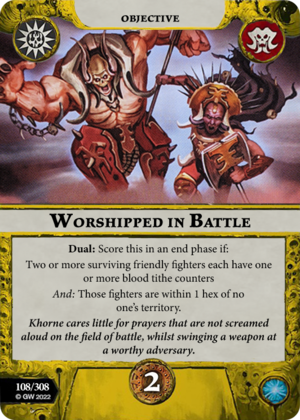 OBJECTIVE
WORSHIPPED IN BATTLE
Dual: Score this in an end phase if:
Two or more surviving friendly fighters each have one
or more blood tithe counters
And: Those fighters are within 1 hex of no
one's territory.
Khorne cares little for prayers that are not screamed
aloud on the field of battle, whilst swinging a weapon at
a worthy adversary.
108/308
© GW 2022
2